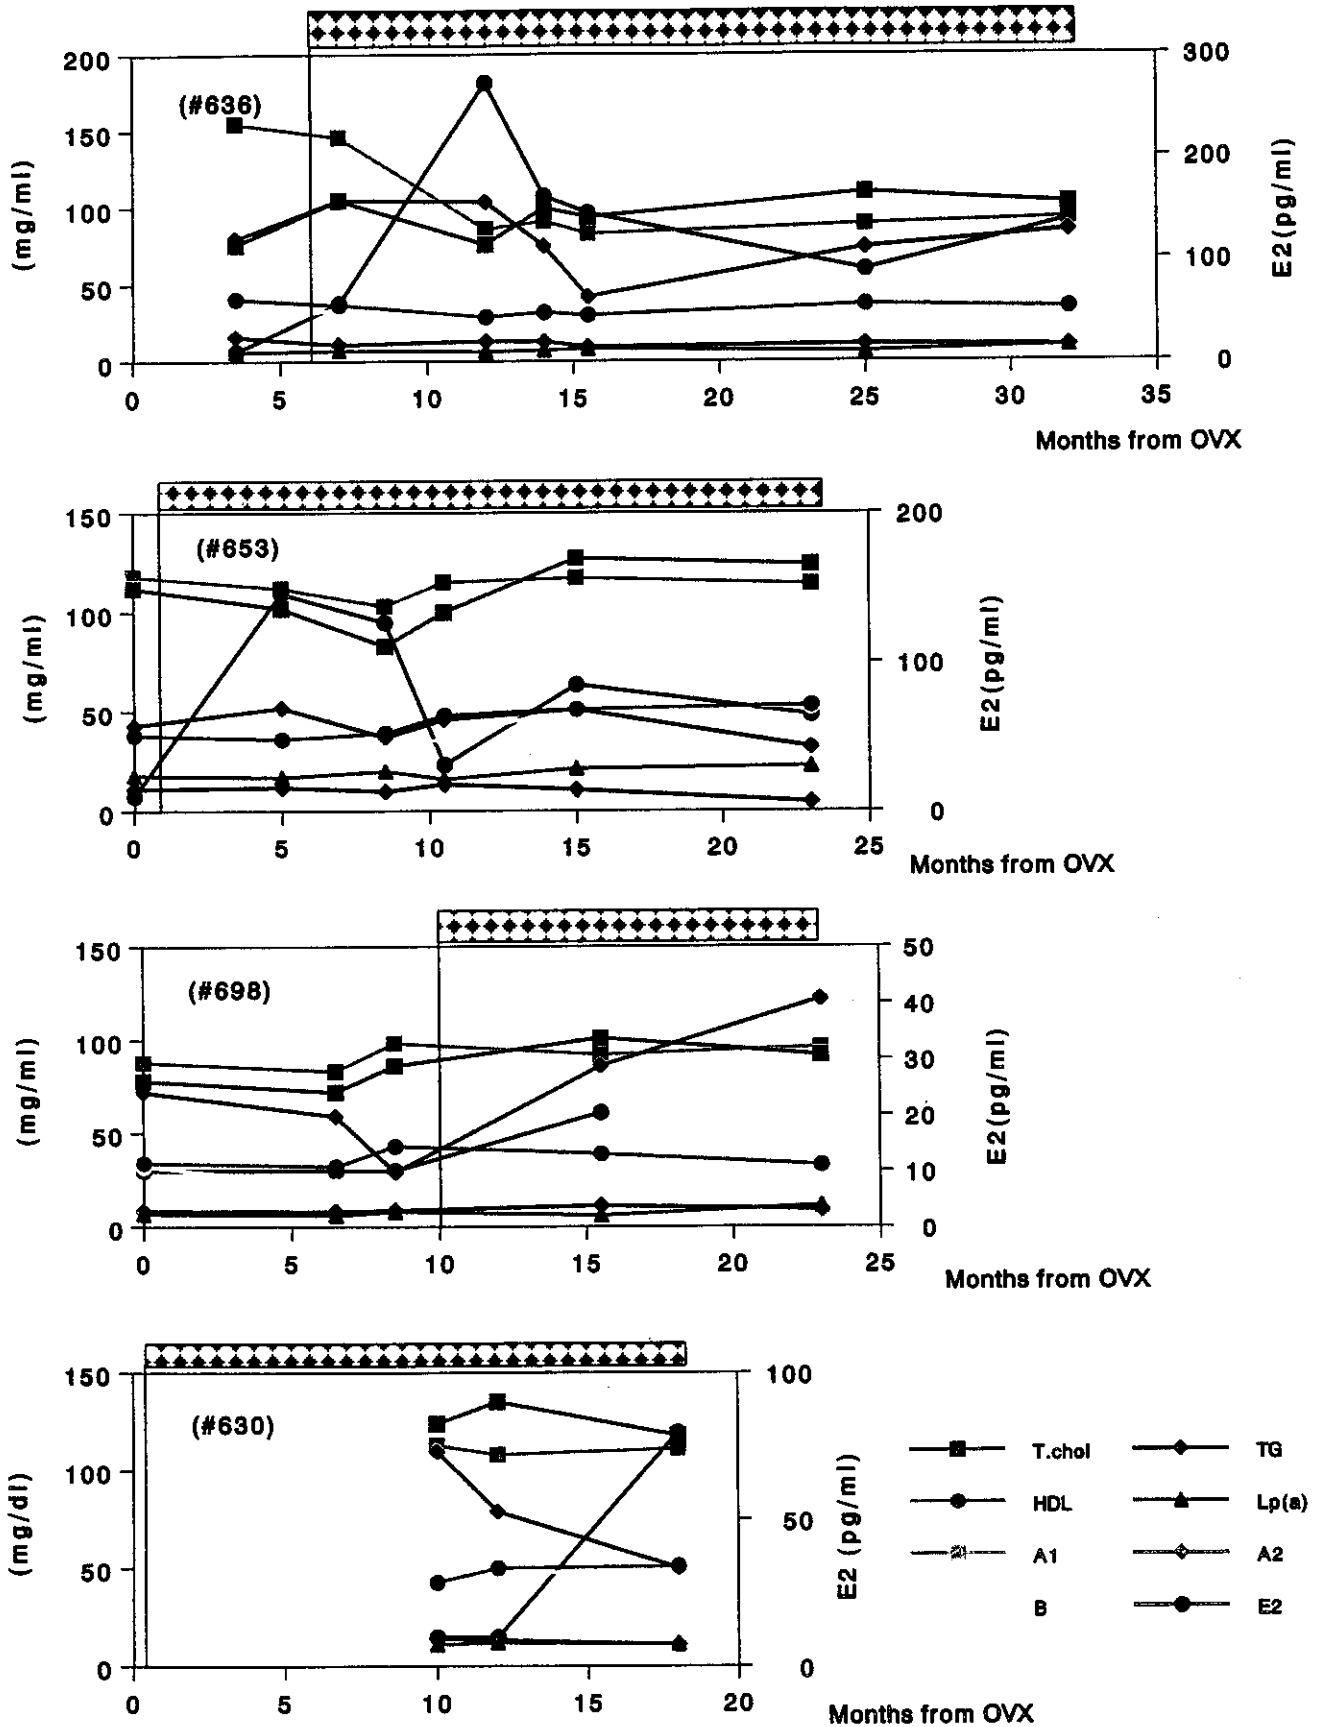 200
150
100
50
0
(mg/ml)
(#636)
300
200
100
0
E2(pg/ml)
0 5 10 15 20 25 30 35
Months from OVX
150
100
50
0
(mg/ml)
(#653)
200
100
0
E2(pg/ml)
0 5 10 15 20 25
Months from OVX
150
100
50
0
(mg/ml)
(#698)
50
40
30
20
10
0
E2(pg/ml)
0 5 10 15 20 25
Months from OVX
150
100
50
0
(mg/dl)
(#630)
100
50
0
E2 (pg/ml)
0 5 10 15 20
Months from OVX
T.chol TG
HDL Lp(a)
A1 A2
B E2